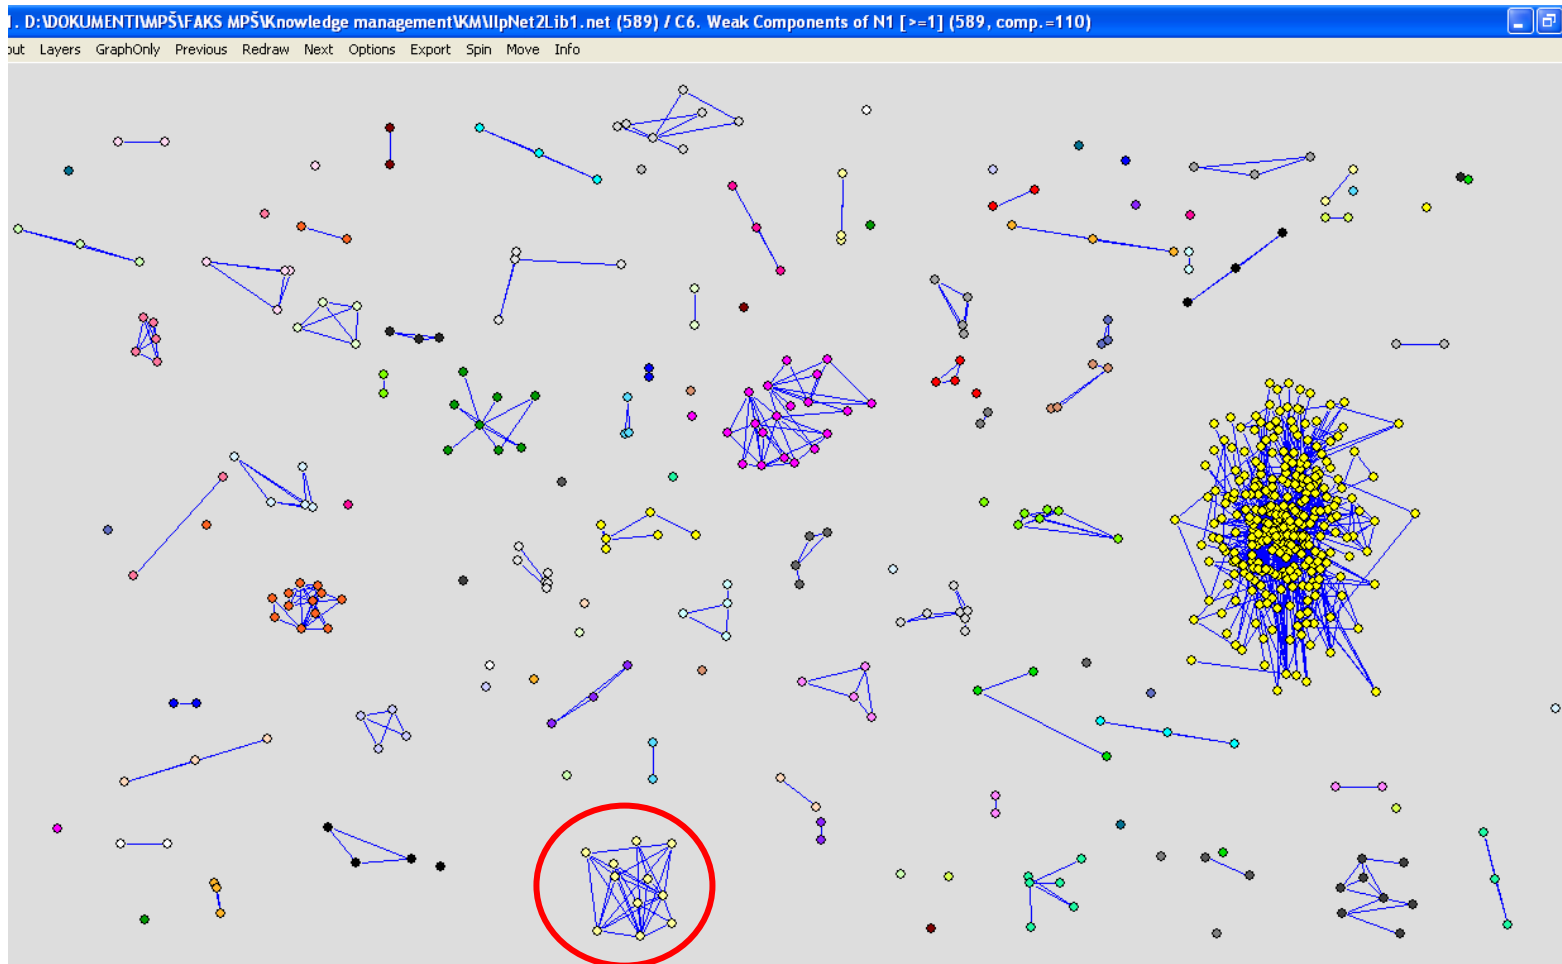 1. D:\DOKUMENTI\MPŠ\FAKS MPŠ\Knowledge management\KM\IlpNet2Lib1.net (589) / C6. Weak Components of N1 [>=1] (589, comp.=110)
out Layers GraphOnly Previous Redraw Next Options Export Spin Move Info